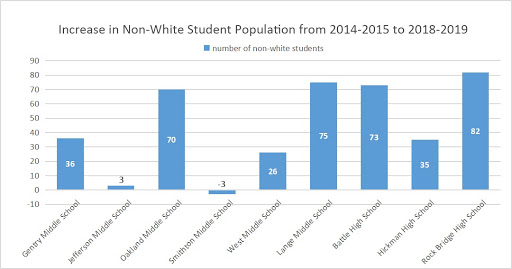 Increase in Non-White Student Population from 2014-2015 to 2018-2019
number of non-white students
90
80
70
60
50
40
30
20
10
0
-10
36
3
70
-3
26
75
73
35
82
Gentry Middle School
Jefferson Middle School
Oakland Middle School
Smithton Middle School
West Middle School
Lange Middle School
Battle High School
Hickman High School
Rock Bridge High School